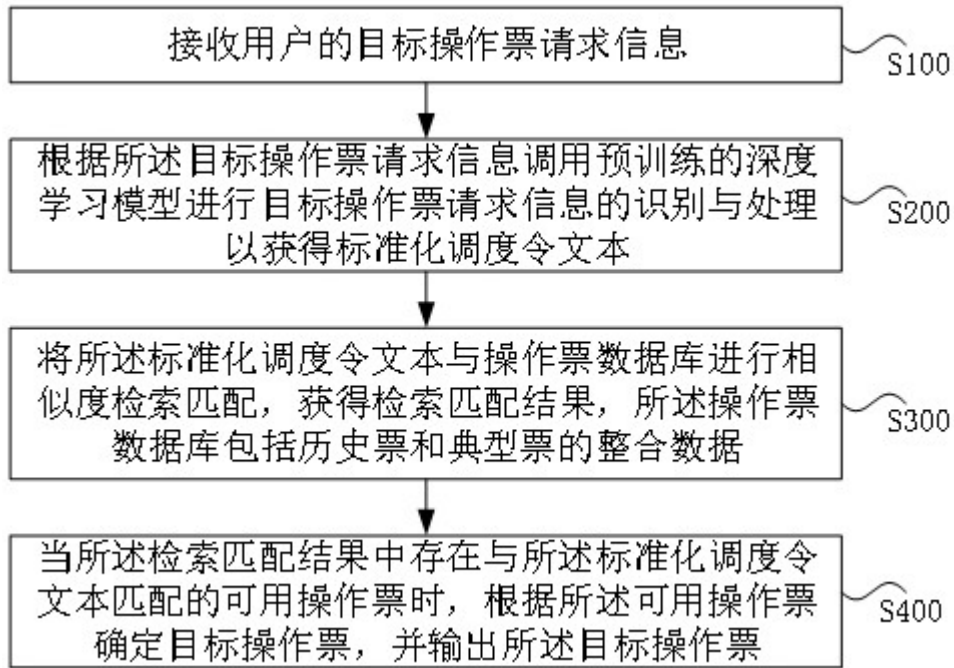 接收用户的目标操作票请求信息
S100
根据所述目标操作票请求信息调用预训练的深度
学习模型进行目标操作票请求信息的识别与处理
以获得标准化调度令文本
S200
将所述标准化调度令文本与操作票数据库进行相
似度检索匹配，获得检索匹配结果，所述操作票
数据库包括历史票和典型票的整合数据
S300
当所述检索匹配结果中存在与所述标准化调度令
文本匹配的可用操作票时，根据所述可用操作票
确定目标操作票，并输出所述目标操作票
S400